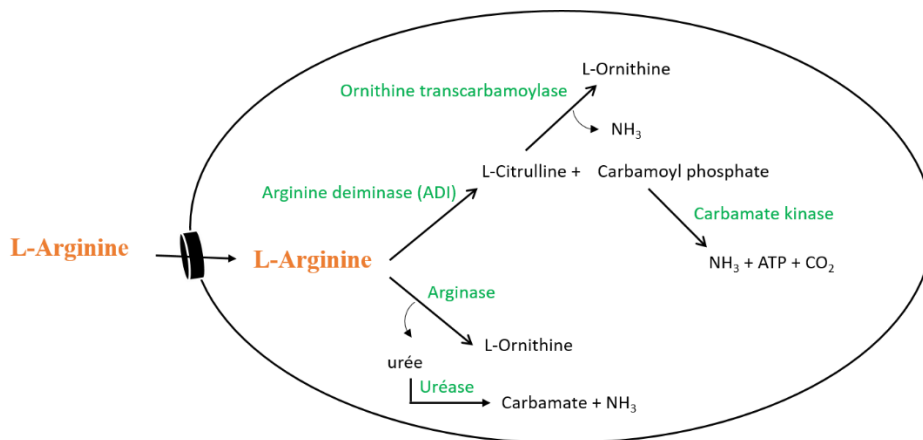 L-Ornithine
Ornithine transcarbamoylase
NH₃
L-Citrulline + Carbamoyl phosphate
Arginine deiminase (ADI)
Carbamate kinase
L-Arginine
L-Arginine
NH₃ + ATP + CO₂
Arginase
L-Ornithine
urée
Uréase
Carbamate + NH₃